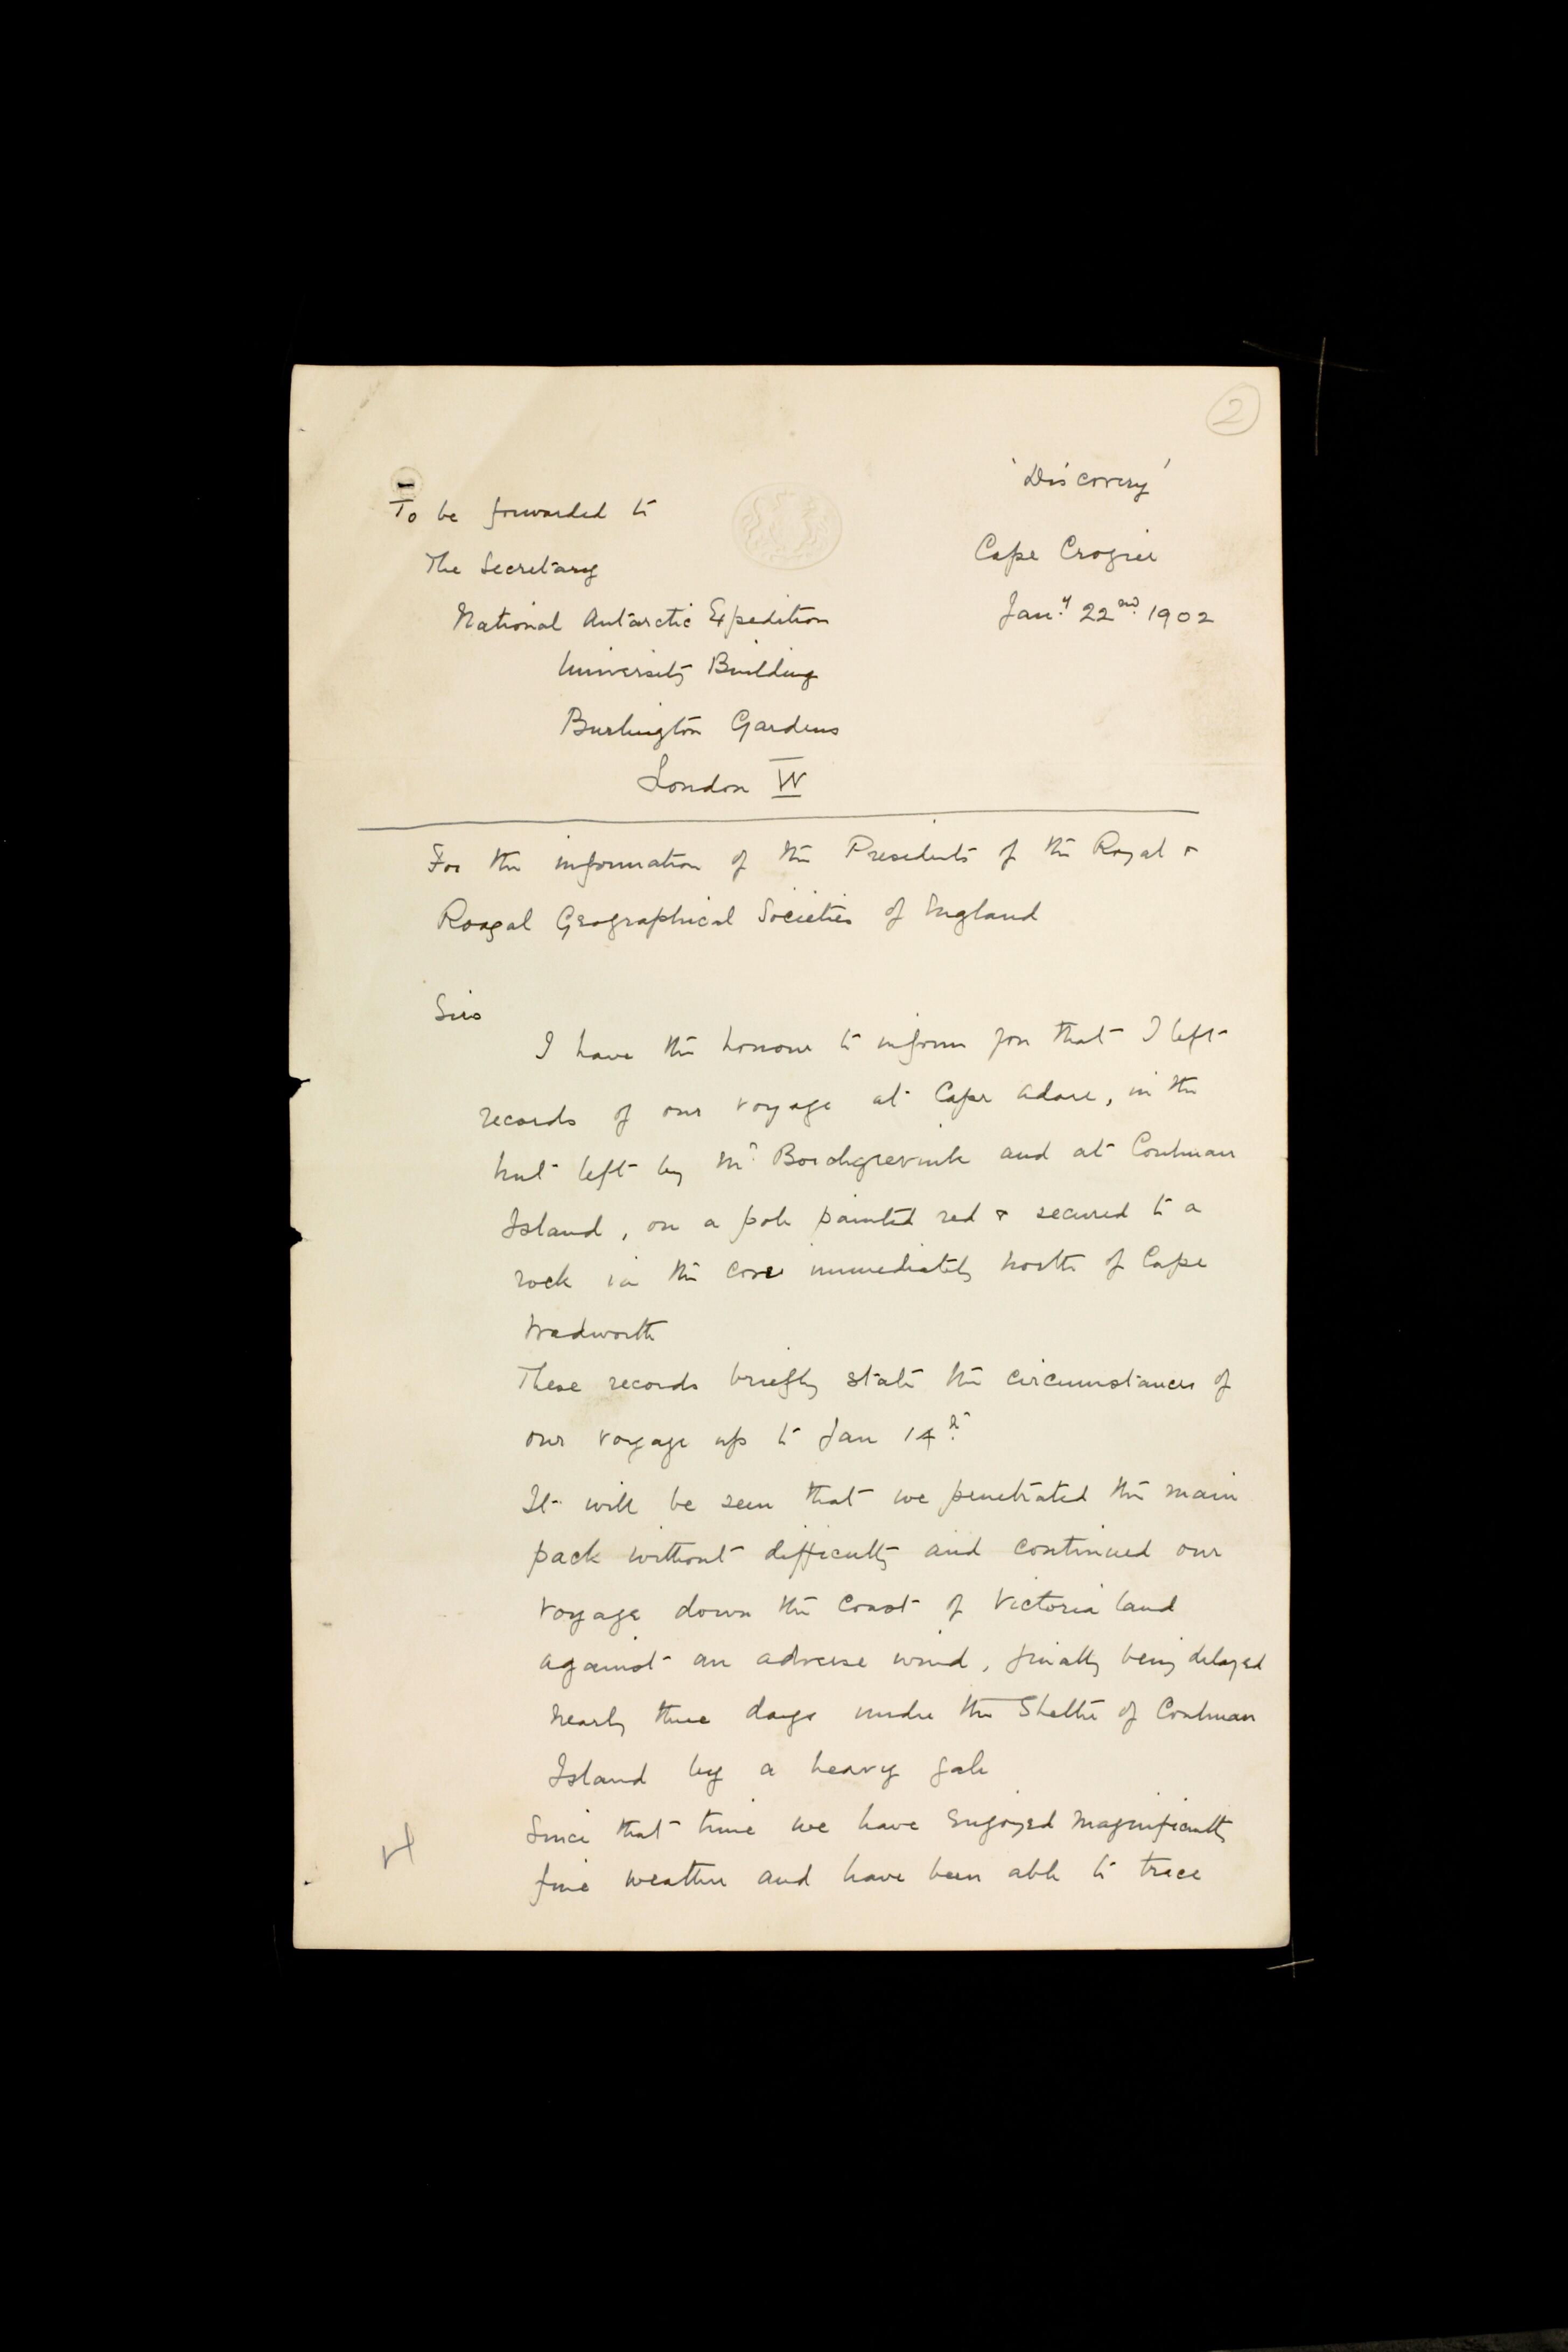 2
'Discovery'
To be forwarded to
Cape Crozier
The Secretary
National Antarctic Expedition
Jany 22nd 1902
University Building
Burlington Gardens
London W
For the information of the Presidents of the Royal &
Royal Geographical Societies of England
Sirs
I have the honour to inform you that I left
records of our voyage at Cape Adare, in the
hut left by Mr Borchgrevink and at Coulman
Island, on a pole painted red & secured to a
rock in the cove immediately north of Cape
Wadworth
These records briefly state the circumstances of
our voyage up to Jan 14th
It will be seen that we penetrated the main
pack without difficulty and continued our
voyage down the coast of Victoria land
against an adverse wind, finally being delayed
nearly three days under the Shelter of Coulman
Island by a heavy gale
Since that time we have enjoyed magnificently
fine weather and have been able to trace